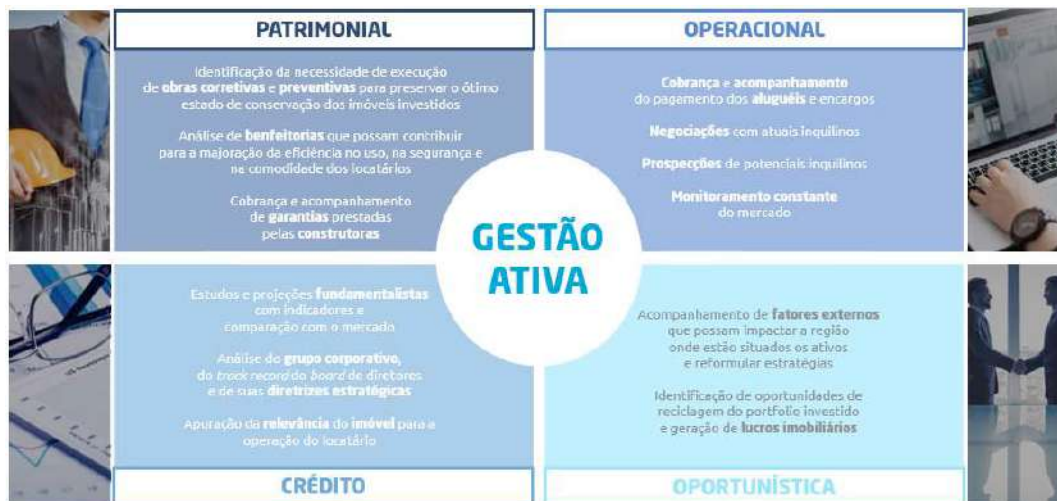 PATRIMONIAL
Identificação da necessidade de execução
de obras corretivas e preventivas para preservar o ótimo
estado de conservação dos imóveis investidos
Análise de benfeitorias que possam contribuir
para a majoração da eficiência no uso, na segurança e
na comodidade dos locatários
Cobrança e acompanhamento
de garantias prestadas
pelas construtoras
OPERACIONAL
Cobrança e acompanhamento
do pagamento dos aluguéis e encargos
Negociações com atuais inquilinos
Prospecções de potenciais inquilinos
Monitoramento constante
do mercado
GESTÃO
ATIVA
Estudos e projeções fundamentalistas
com indicadores e
comparação com o mercado
Análise do grupo corporativo,
do track record do board de diretores
e de suas diretrizes estratégicas
Apuração da relevância do imóvel para a
operação do locatário
CRÉDITO
Acompanhamento de fatores externos
que possam impactar a região
onde estão situados os ativos
e reformular estratégias
Identificação de oportunidades de
reciclagem do portfolio investido
e geração de lucros imobiliários
OPORTUNÍSTICA